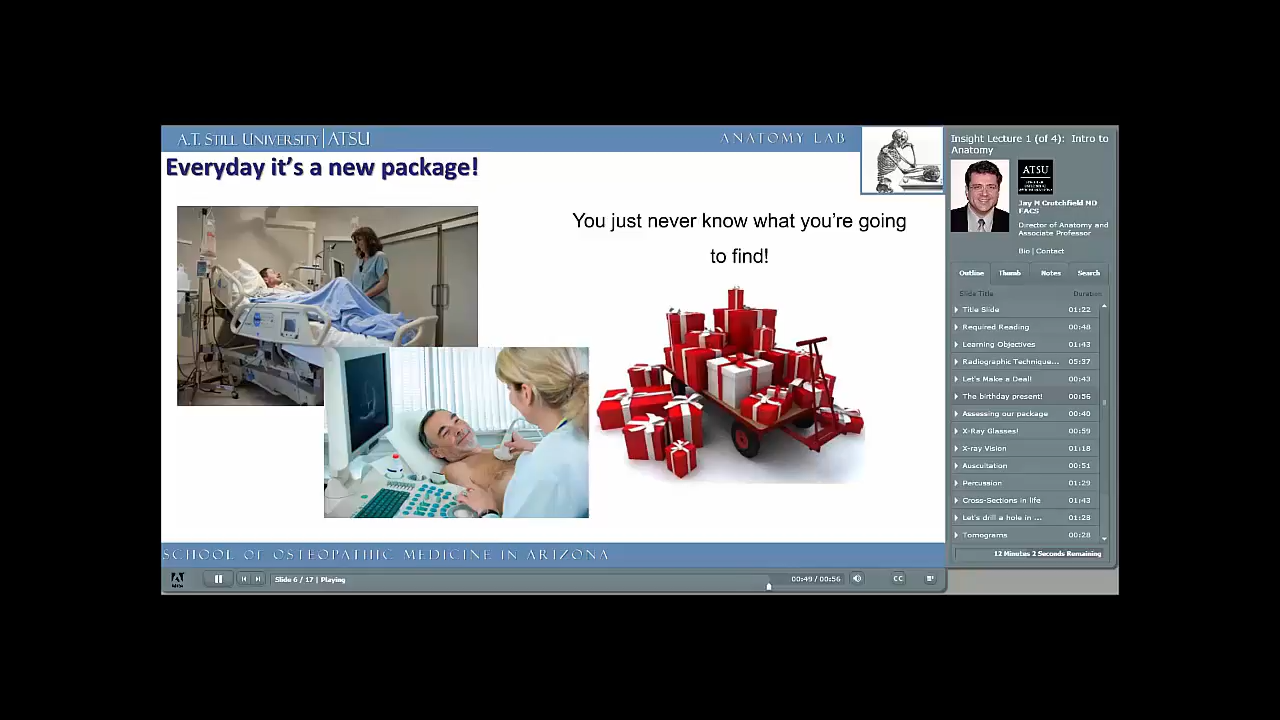 A.T. STILL UNIVERSITY | ATSU
ANATOMY LAB
Everyday it's a new package!
You just never know what you're going
to find!
SCHOOL OF OSTEOPATHIC MEDICINE IN ARIZONA
Slide 6 / 17 | Playing
00:49 / 00:56
CC
Insight Lecture 1 (of 4): Intro to
Anatomy
ATSU
Jay M Crutchfield MD
FACS
Director of Anatomy and
Associate Professor
Bio | Contact
Outline Thumb Notes Search
Slide Title Duration
Title Slide 01:22
Required Reading 00:48
Learning Objectives 01:43
Radiographic Technique... 05:37
Let's Make a Deal! 00:43
The birthday present! 00:56
Assessing our package 00:40
X-Ray Glasses! 00:59
X-ray Vision 01:18
Auscultation 00:51
Percussion 01:29
Cross-Sections in life 01:43
Let's drill a hole in ... 01:28
Tomograms 00:28
12 Minutes 2 Seconds Remaining